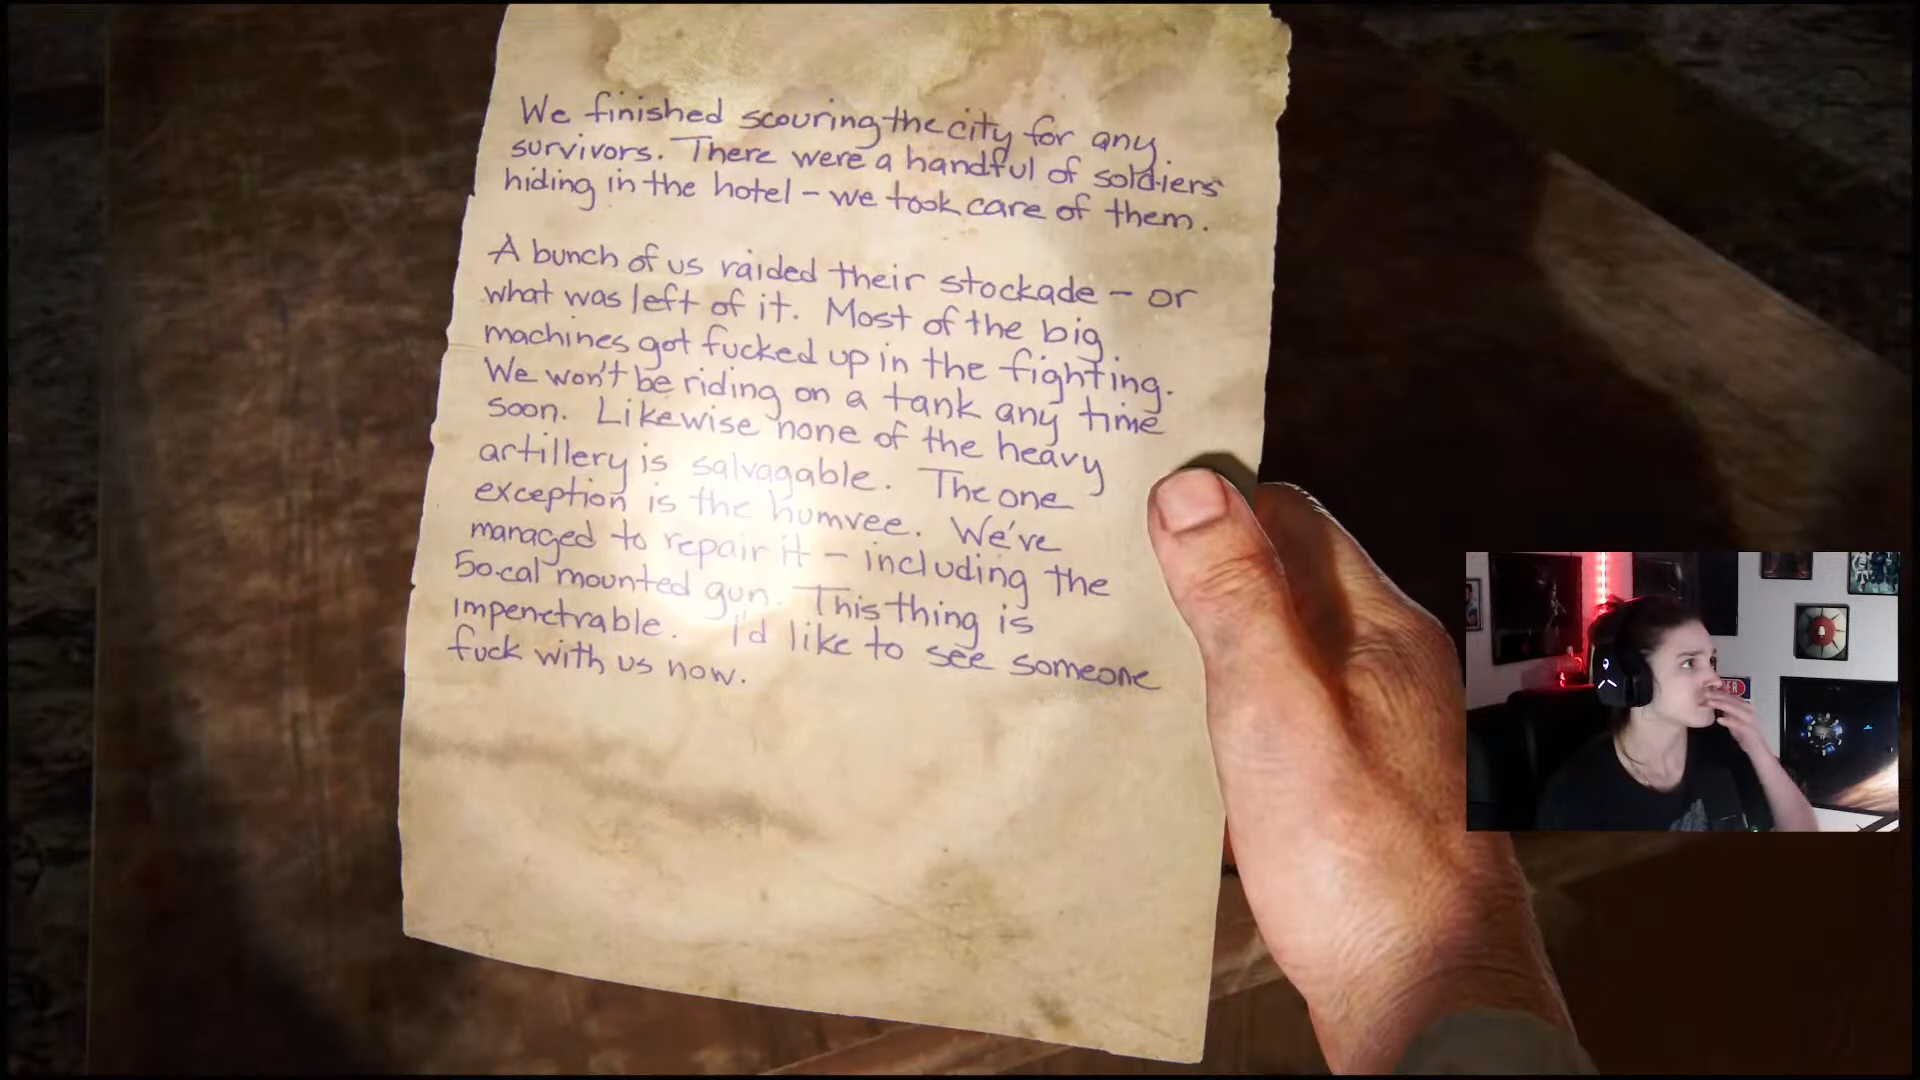 We finished scouring the city for any
survivors. There were a handful of soldiers
hiding in the hotel - we took care of them.
A bunch of us raided their stockade - or
what was left of it. Most of the big
machines got fucked up in the fighting.
We won't be riding on a tank any time
soon. Likewise none of the heavy
artillery is salvagable. The one
exception is the humvee. We've
managed to repair it - including the
50.cal mounted gun. This thing is
impenetrable. I'd like to see someone
fuck with us now.